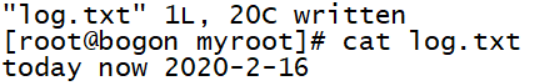 "log.txt" 1L, 20C written
[root@bogon myroot]# cat log.txt
today now 2020-2-16